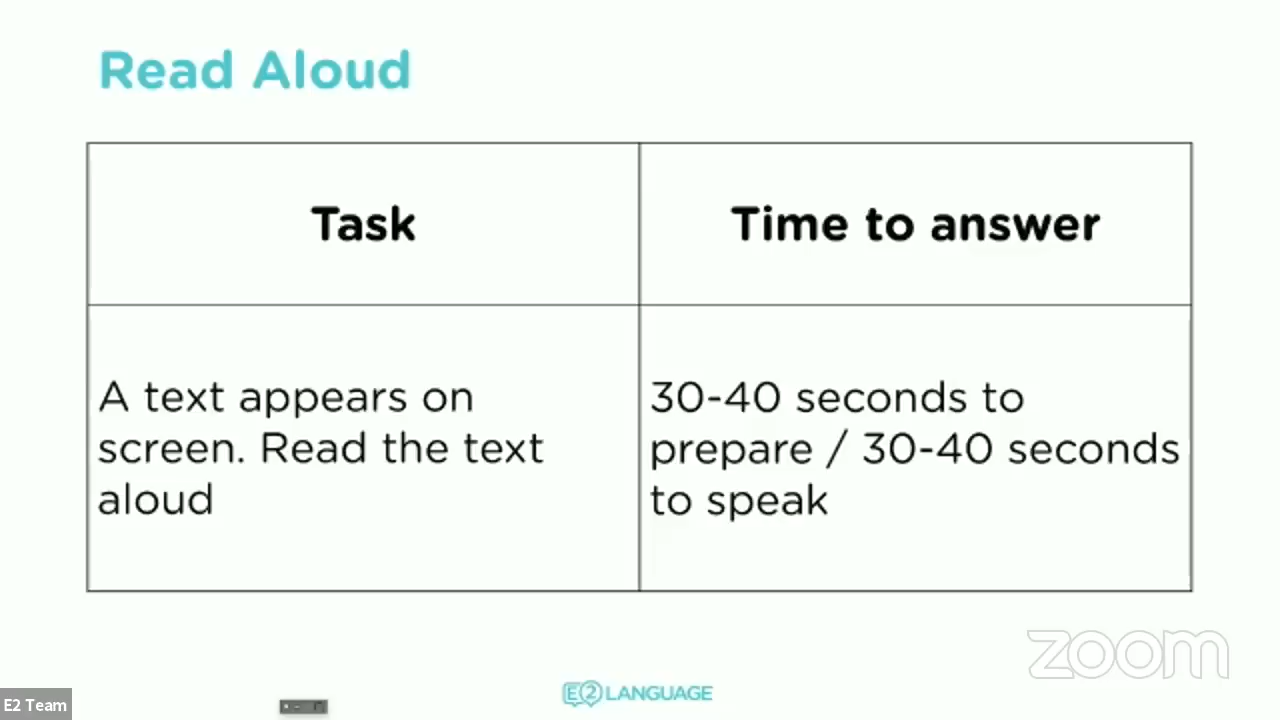 Read Aloud
Task
Time to answer
A text appears on
screen. Read the text
aloud
30-40 seconds to
prepare / 30-40 seconds
to speak
zoom
E2 LANGUAGE
E2 Team